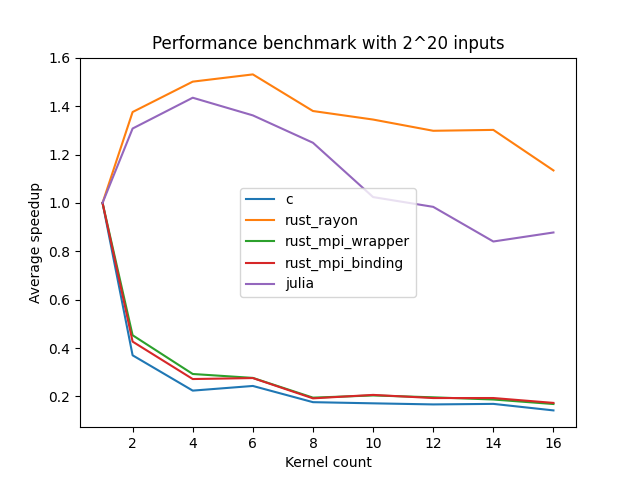 Performance benchmark with 2^20 inputs
Average speedup
1.6
1.4
1.2
1.0
0.8
0.6
0.4
0.2
c
rust_rayon
rust_mpi_wrapper
rust_mpi_binding
julia
2 4 6 8 10 12 14 16
Kernel count